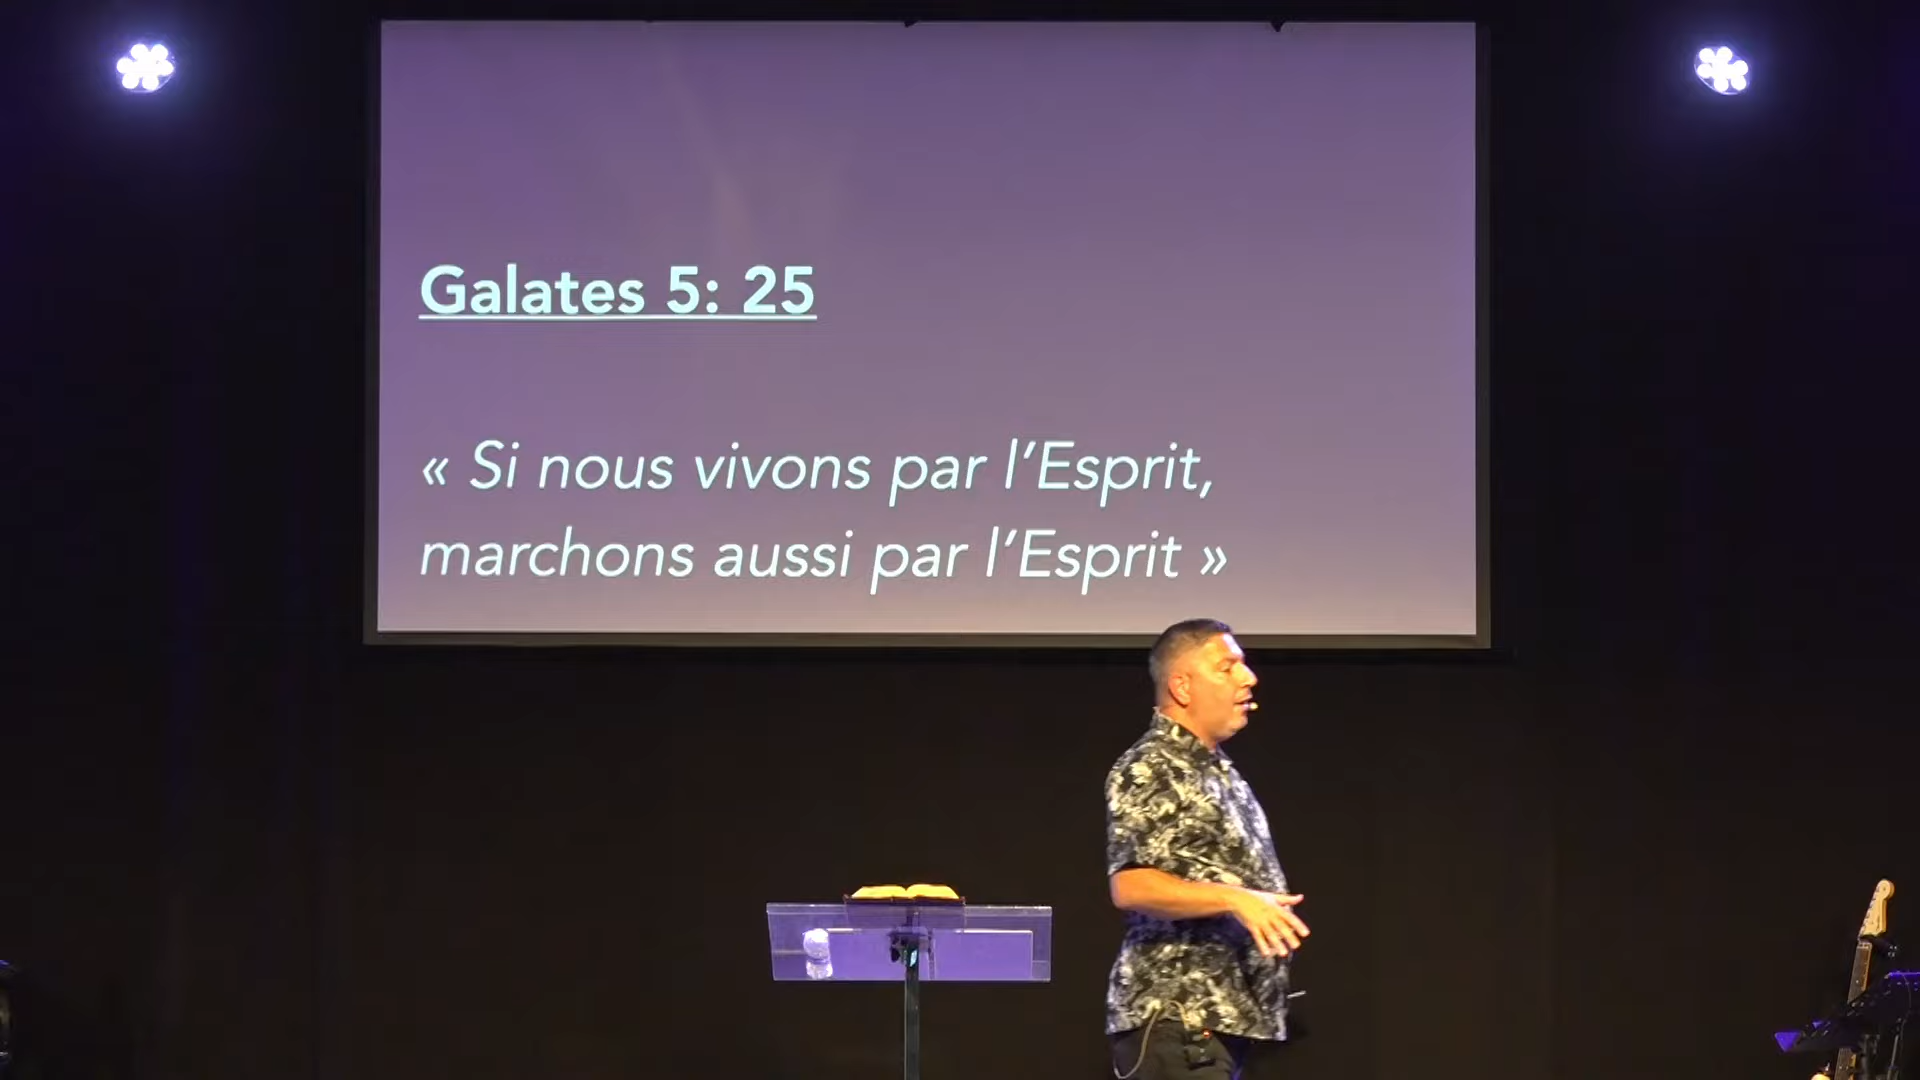 Galates 5: 25
« Si nous vivons par l’Esprit,
marchons aussi par l’Esprit »